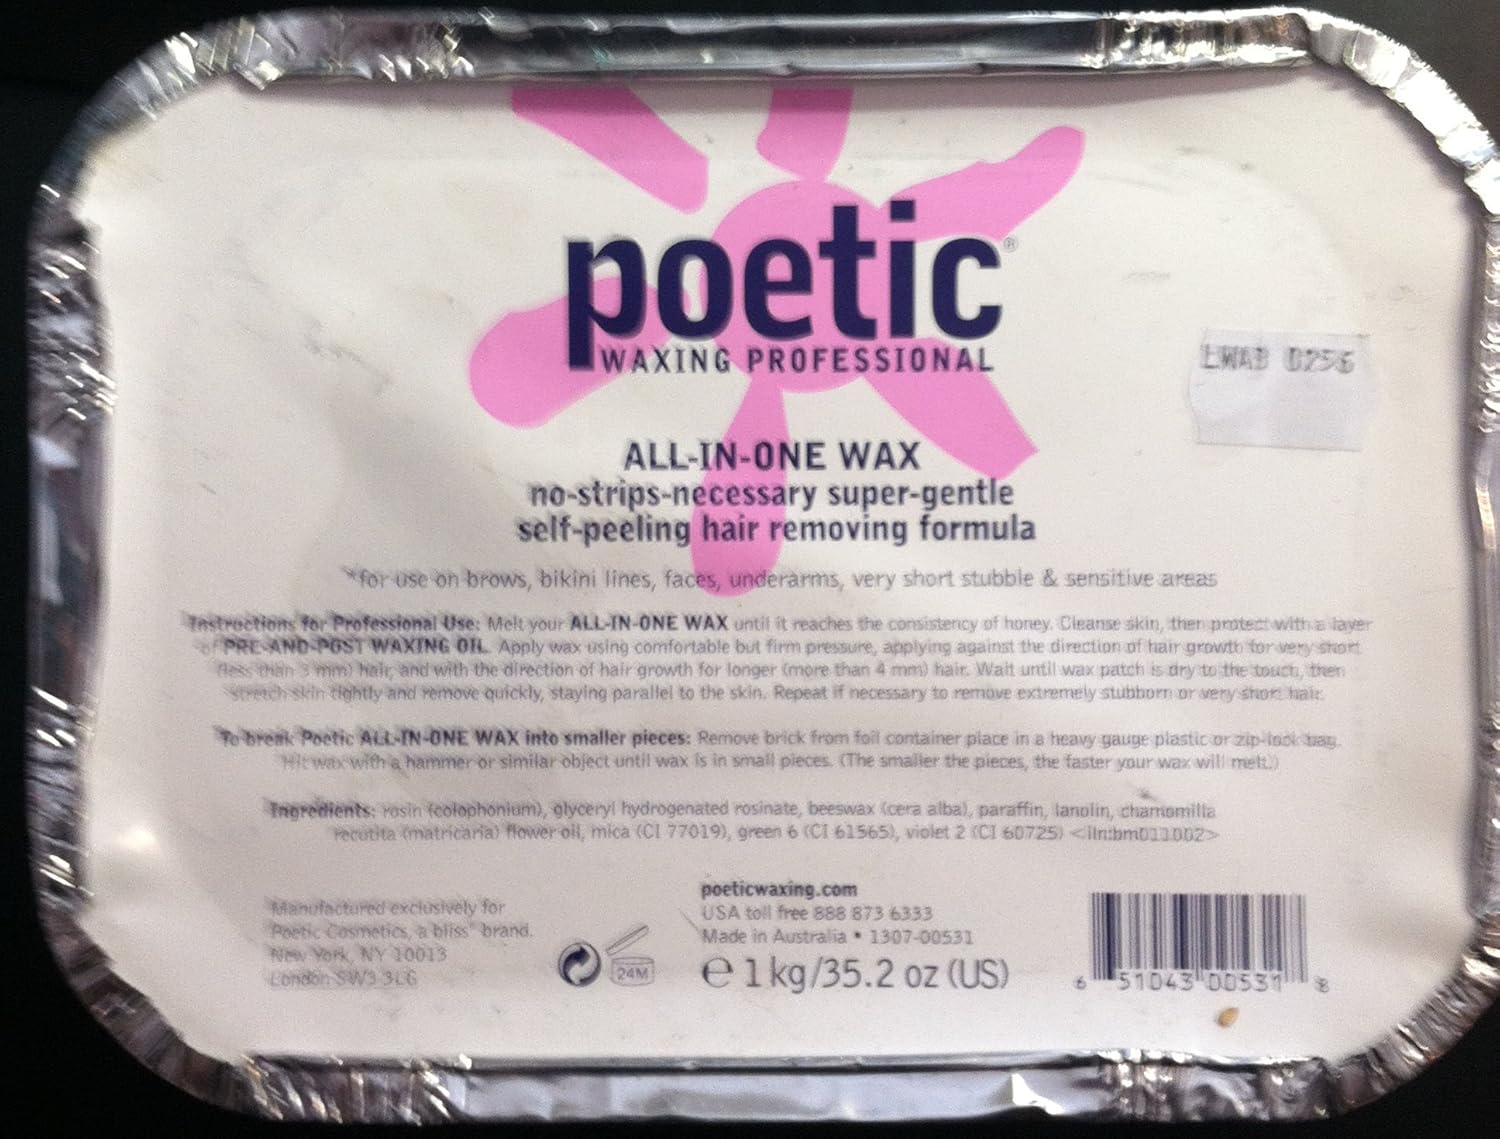 poetic®
WAXING PROFESSIONAL
LWAB 0256
ALL-IN-ONE WAX
no-strips-necessary super-gentle
self-peeling hair removing formula
*for use on brows, bikini lines, faces, underarms, very short stubble & sensitive areas
Instructions for Professional Use: Melt your ALL-IN-ONE WAX until it reaches the consistency of honey. Cleanse skin, then protect with a layer
of PRE-AND-POST WAXING OIL. Apply wax using comfortable but firm pressure, applying against the direction of hair growth for very short
(less than 3 mm) hair, and with the direction of hair growth for longer (more than 4 mm) hair. Wait until wax patch is dry to the touch, then
stretch skin tightly and remove quickly, staying parallel to the skin. Repeat if necessary to remove extremely stubborn or very short hair.
To break Poetic ALL-IN-ONE WAX into smaller pieces: Remove brick from foil container place in a heavy gauge plastic or zip-lock bag.
Hit wax with a hammer or similar object until wax is in small pieces. (The smaller the pieces, the faster your wax will melt.)
Ingredients: rosin (colophonium), glyceryl hydrogenated rosinate, beeswax (cera alba), paraffin, lanolin, chamomilla
recutita (matricaria) flower oil, mica (CI 77019), green 6 (CI 61565), violet 2 (CI 60725) <iln:bm011002>
Manufactured exclusively for
Poetic Cosmetics, a bliss® brand.
New York, NY 10013
London SW3 3LG
24M
poeticwaxing.com
USA toll free 888 873 6333
Made in Australia • 1307-00531
e 1 kg/35.2 oz (US)
6 51043 00531 8